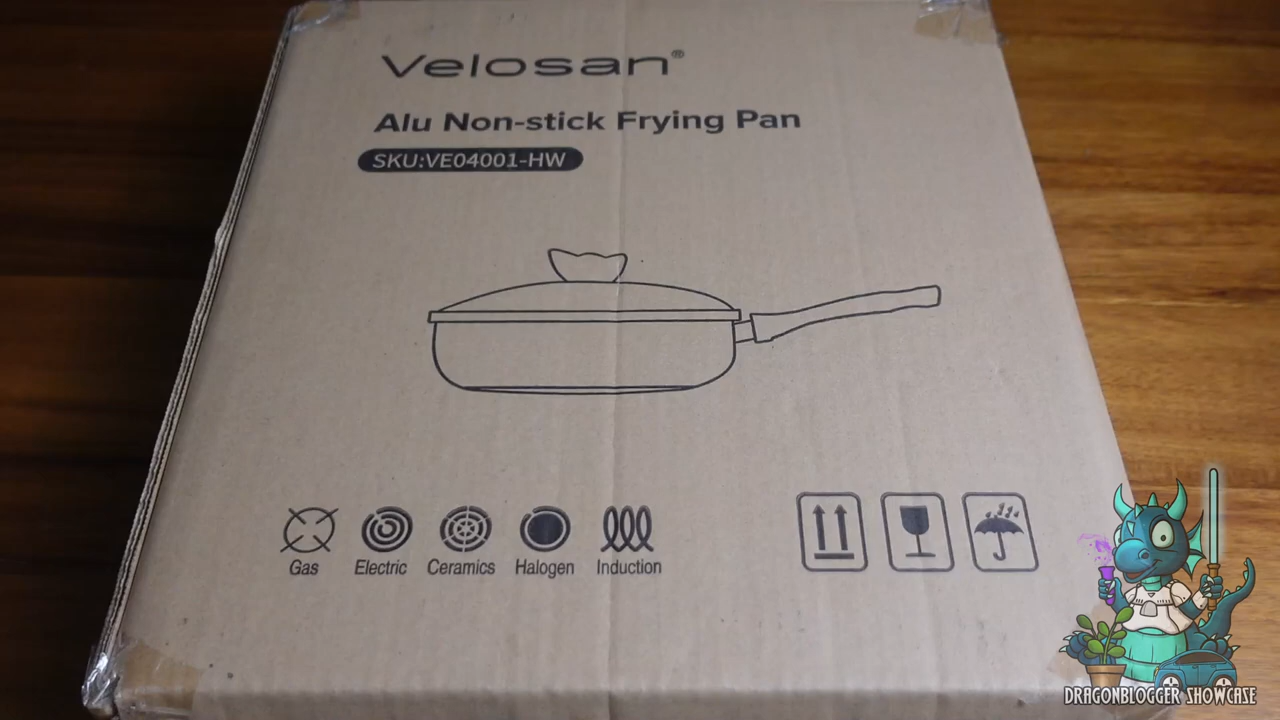 Velosan®
Alu Non-stick Frying Pan
SKU:VE04001-HW
Gas Electric Ceramics Halogen Induction
DRAGONBLOGGER SHOWCASE